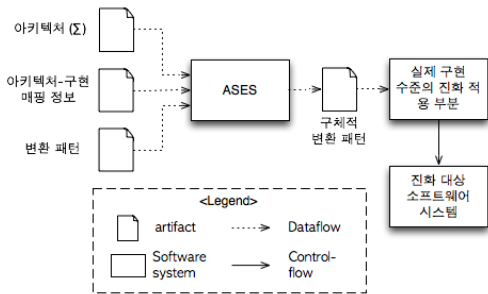 아키텍처 (Σ)
아키텍처-구현
매핑 정보
변환 패턴
ASES
구체적
변환 패턴
실제 구현
수준의 진화 적
용 부분
진화 대상
소프트웨어
시스템
<Legend>
artifact
Dataflow
Software
system
Control-
flow